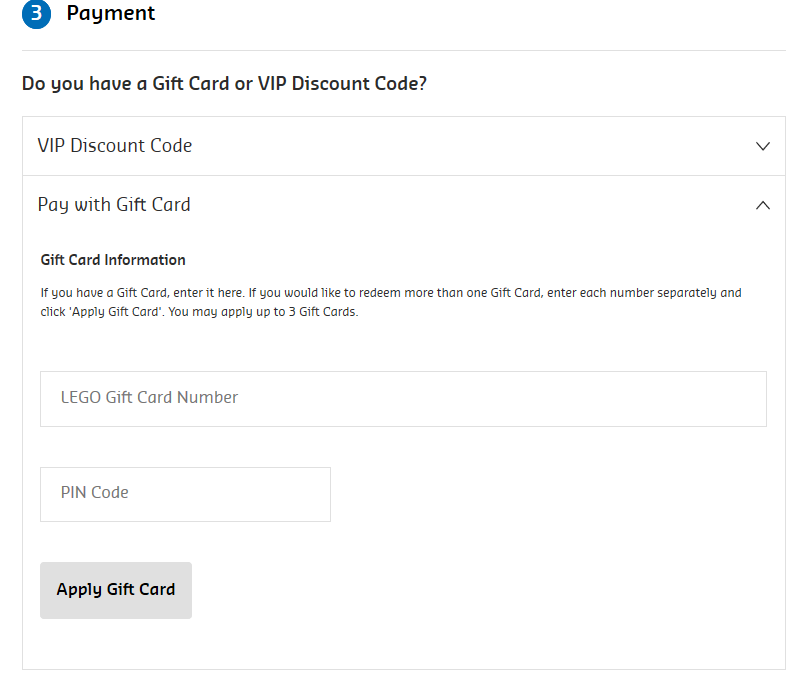 3 Payment
Do you have a Gift Card or VIP Discount Code?
VIP Discount Code
Pay with Gift Card
Gift Card Information
If you have a Gift Card, enter it here. If you would like to redeem more than one Gift Card, enter each number separately and
click 'Apply Gift Card'. You may apply up to 3 Gift Cards.
LEGO Gift Card Number
PIN Code
Apply Gift Card